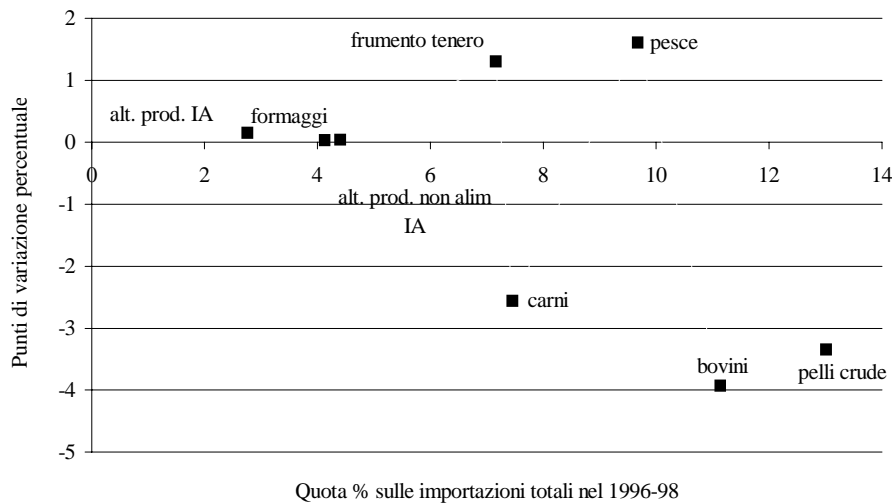 Punti di variazione percentuale
2
1
0
-1
-2
-3
-4
-5
frumento tenero
pesce
alt. prod. IA
formaggi
0 2 4 6 8 10 12 14
alt. prod. non alim
IA
carni
bovini
pelli crude
Quota % sulle importazioni totali nel 1996-98